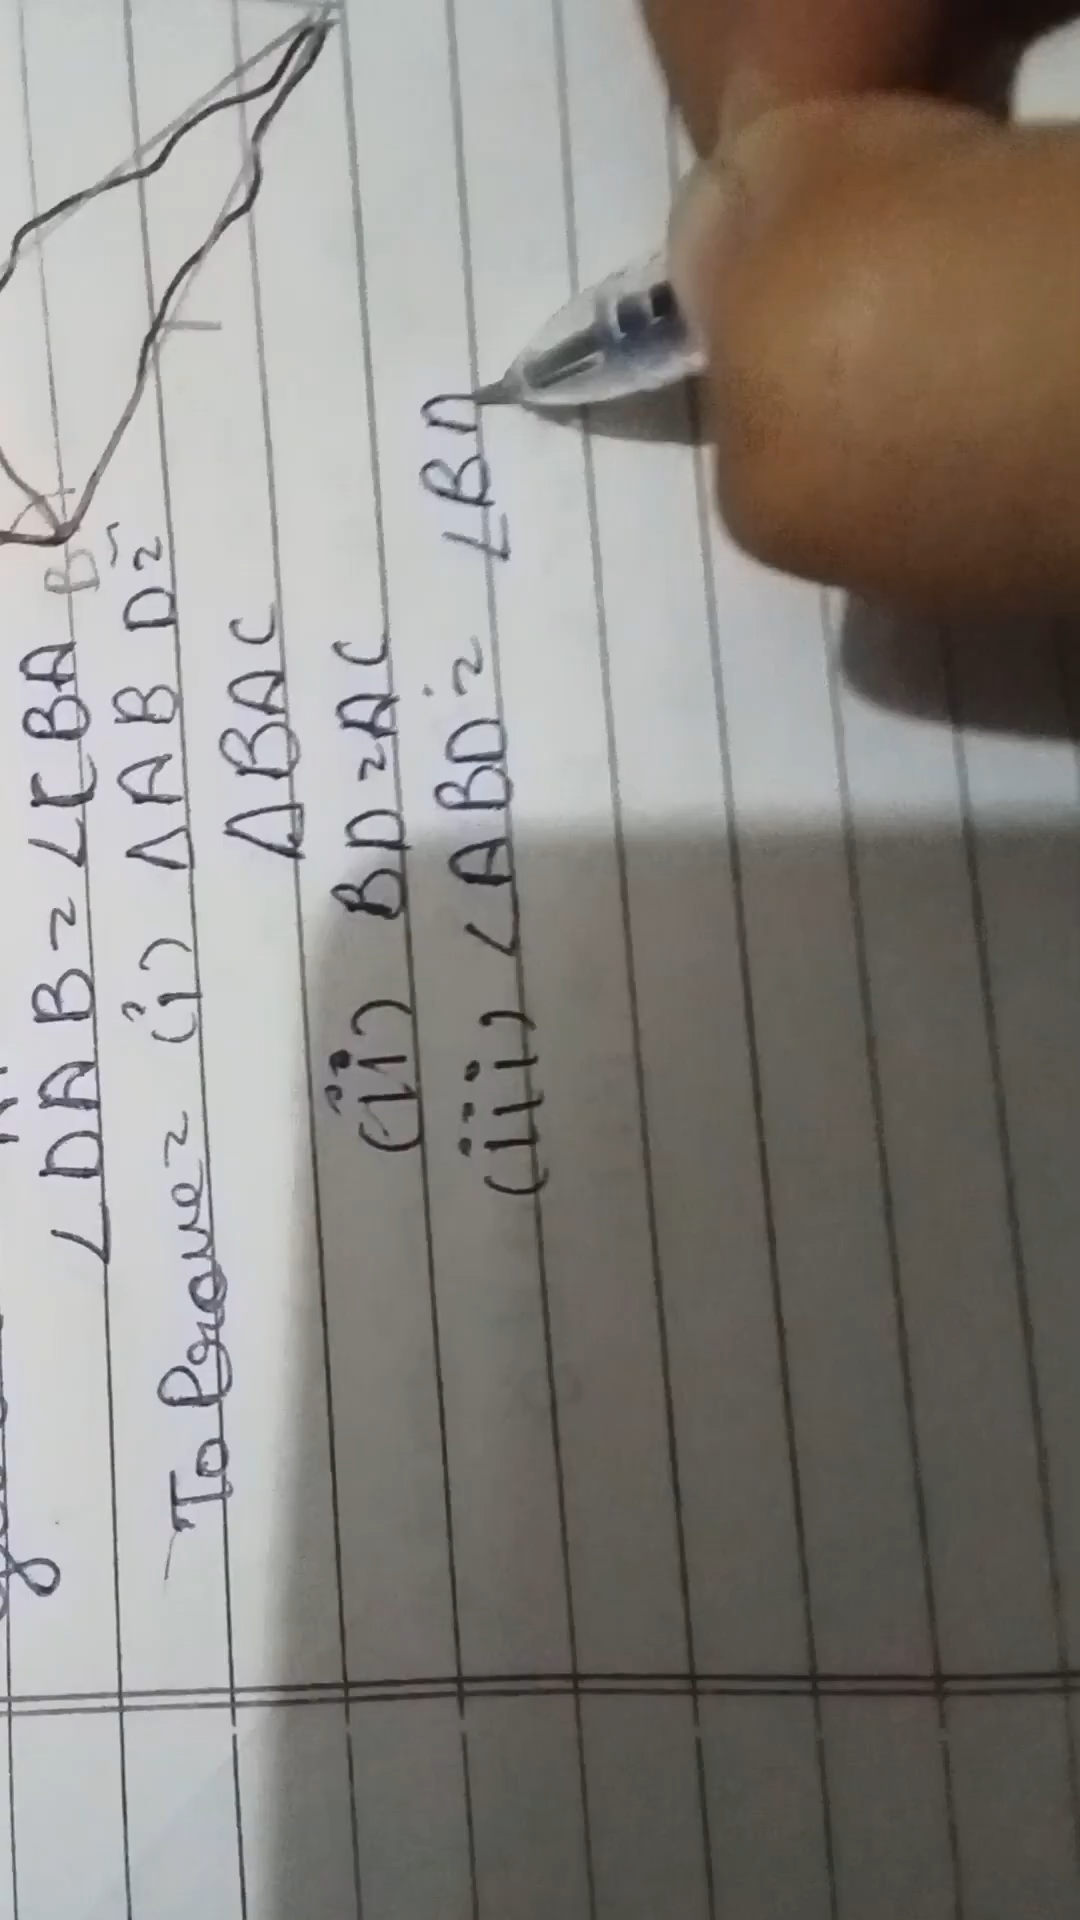 B
∠DAB = ∠CBA
To Prove = (i) ΔABD =
ΔBAC
(ii) BD = AC
(iii) ∠ABD = ∠BA